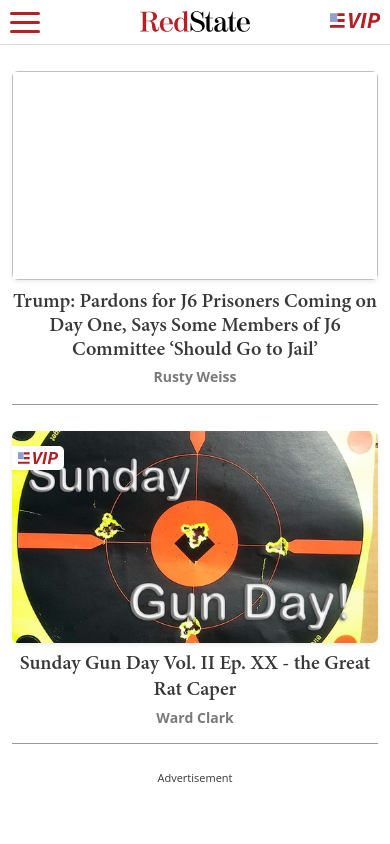 RedState
VIP
Trump: Pardons for J6 Prisoners Coming on
Day One, Says Some Members of J6
Committee ‘Should Go to Jail’
Rusty Weiss
VIP
Sunday
Gun Day!
Sunday Gun Day Vol. II Ep. XX - the Great
Rat Caper
Ward Clark
Advertisement